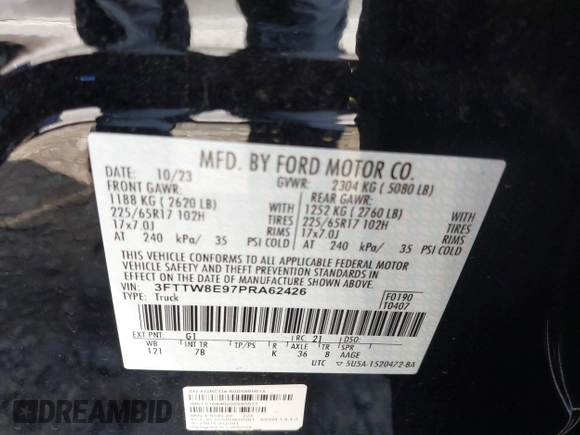 MFD. BY FORD MOTOR CO.
DATE: 10/23 GVWR: 2304 KG ( 5080 LB)
FRONT GAWR: REAR GAWR:
1188 KG ( 2620 LB) WITH 1252 KG ( 2760 LB) WITH
225/65R17 102H TIRES 225/65R17 102H TIRES
17x7.0J RIMS 17x7.0J RIMS
AT 240 kPa/ 35 PSI COLD AT 240 kPa/ 35 PSI COLD
THIS VEHICLE CONFORMS TO ALL APPLICABLE FEDERAL MOTOR
VEHICLE SAFETY AND THEFT PREVENTION STANDARDS IN
EFFECT ON THE DATE OF MANUFACTURE SHOWN ABOVE.
VIN: 3FTTW8E97PRA62426 F0190
TYPE: Truck T0407
EXT PNT: G1 RC: 21 DSO:
WB INT TR TP/PS R AXLE TR SPR
121 7B K 36 B AAGE
UTC 5U5A-1520472-BA
DREAMBID